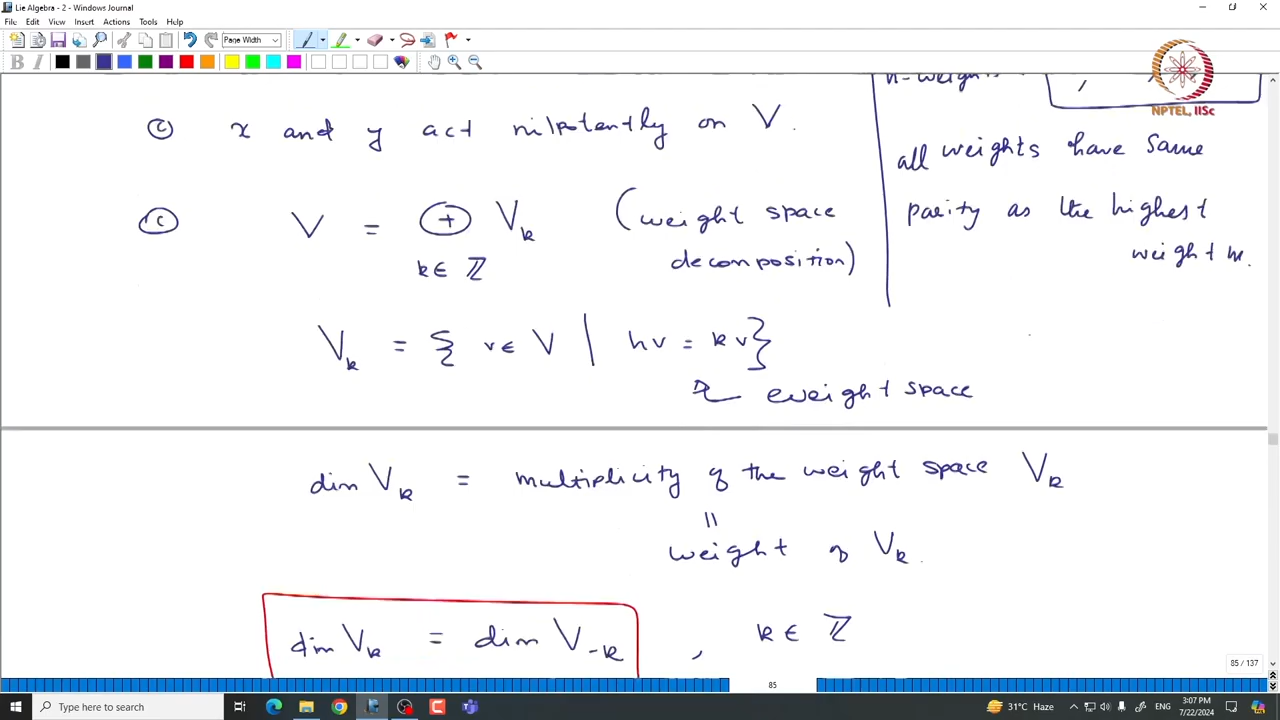 Lie Algebra - 2 - Windows Journal
File Edit View Insert Actions Tools Help
Page Width
B I
NPTEL, IISc
(c) x and y act nilpotently on V.
(c) V = ⊕ V_k (weight space
k ∈ ℤ decomposition)
V_k = { v ∈ V | hv = kv }
eweight space
all weights have same
parity as the highest
weight m.
dim V_k = multiplicity of the weight space V_k
=
weight of V_k.
dim V_k = dim V_{-k} , k ∈ ℤ
85 / 137
85
Type here to search
31°C Haze
ENG
3:07 PM
7/22/2024